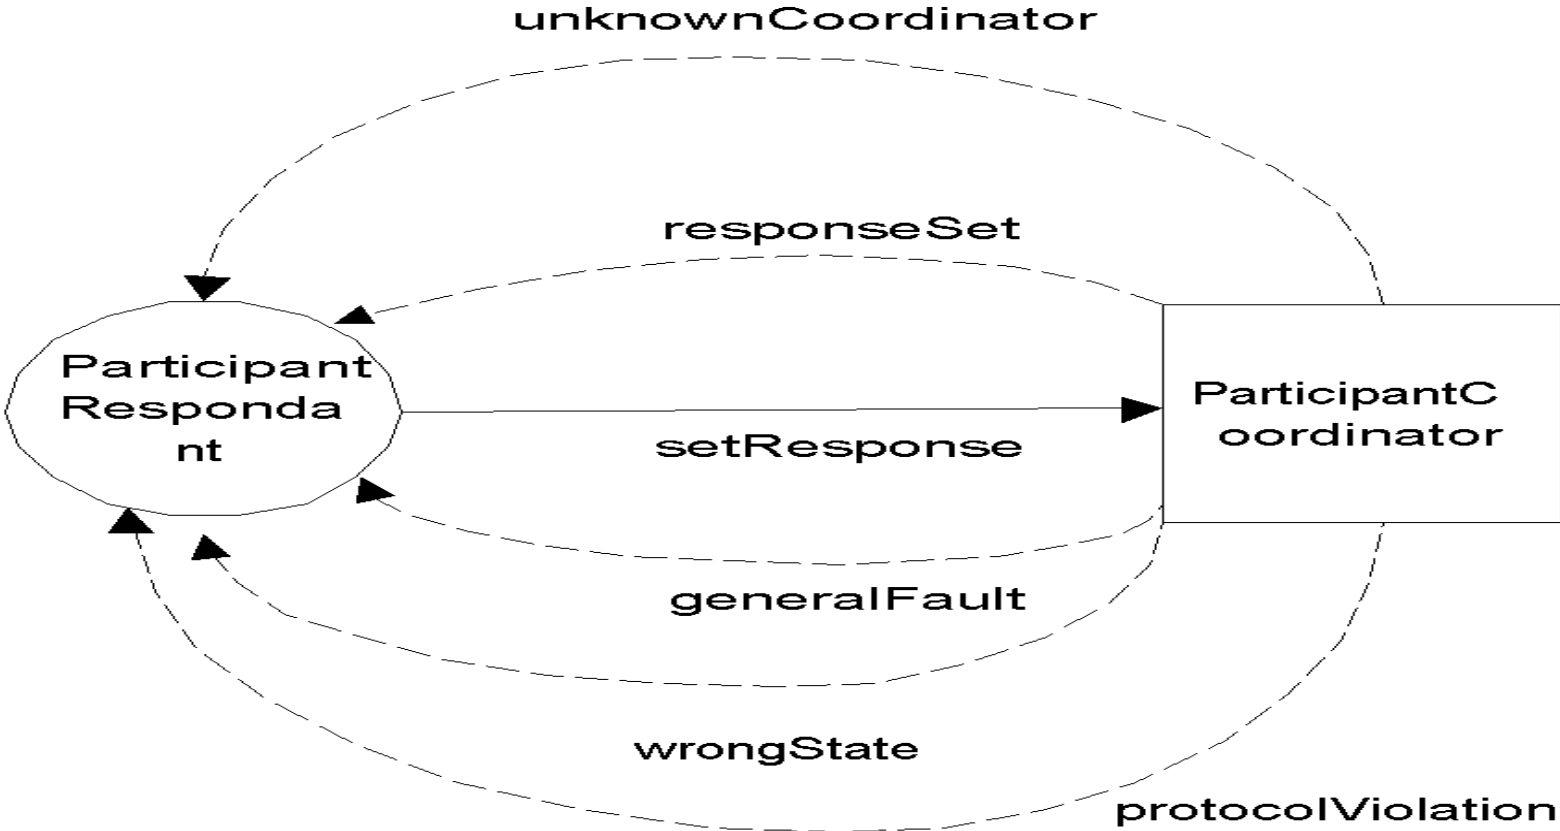 unknownCoordinator
responseSet
Participant
Responda
nt
ParticipantC
oordinator
setResponse
generalFault
wrongState
protocolViolation